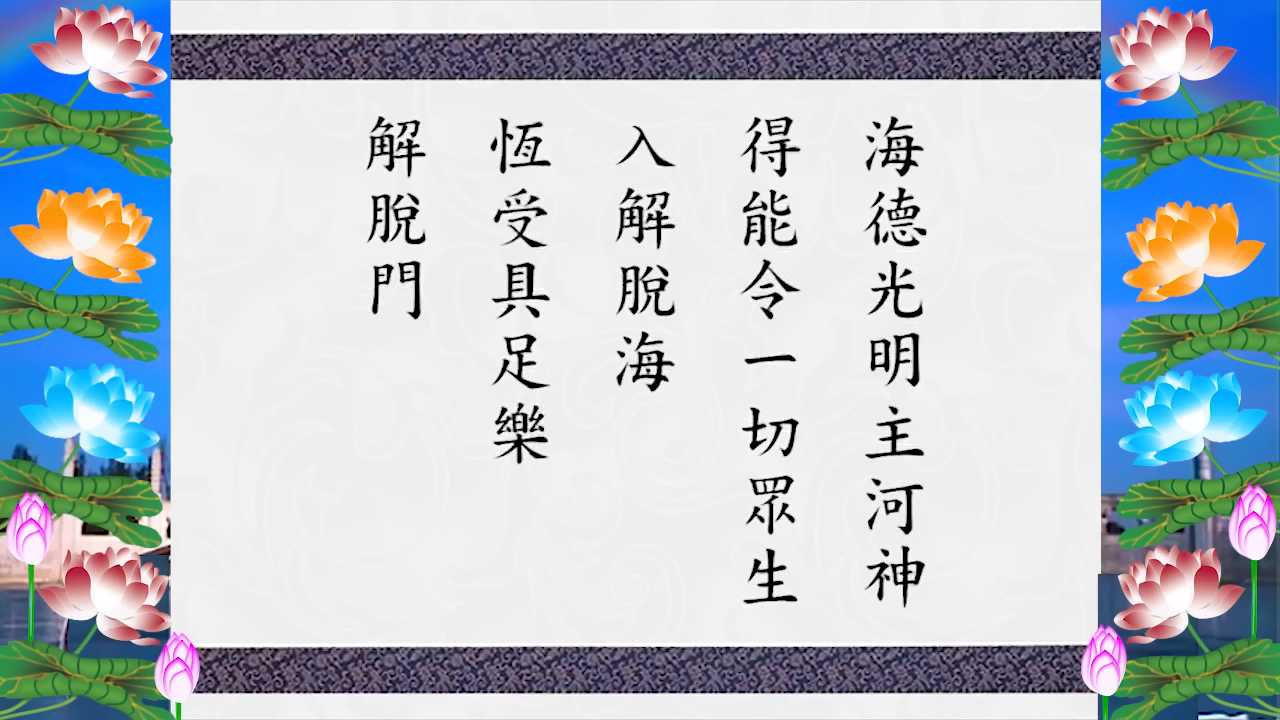 海德光明主河神
得能令一切眾生
入解脫海
恆受具足樂
解脫門